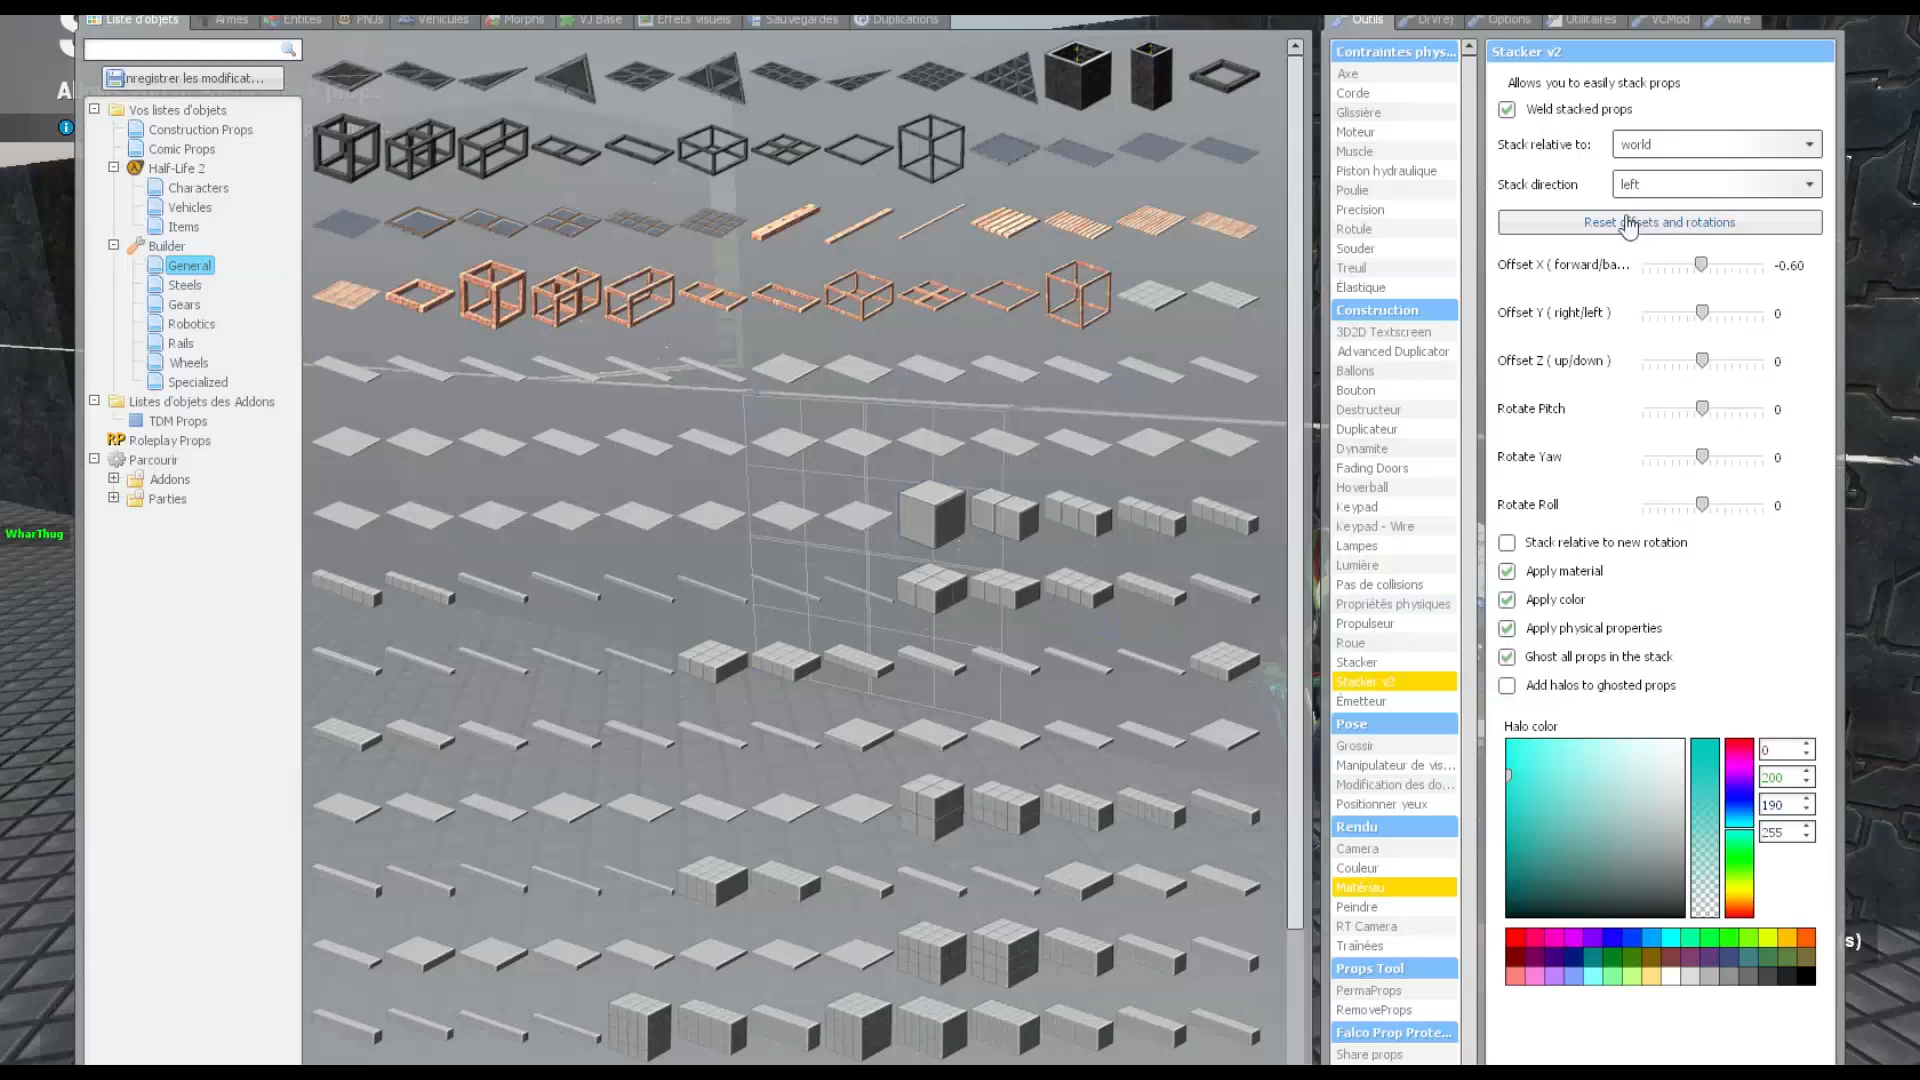 Liste d'objets
Armes
Entités
PNJs
Véhicules
Morphs
VJ Base
Effets visuels
Sauvegardes
Duplications
Outils
Dr/Vre)
Options
Utilitaires
VCMod
Wire
nregistrer les modificat...
Vos listes d'objets
Construction Props
Comic Props
Half-Life 2
Characters
Vehicles
Items
Builder
General
Steels
Gears
Robotics
Rails
Wheels
Specialized
Listes d'objets des Addons
TDM Props
RP Roleplay Props
Parcourir
Addons
Parties
WharThug
Contraintes phys...
Axe
Corde
Glissière
Moteur
Muscle
Piston hydraulique
Poulie
Precision
Rotule
Souder
Treuil
Élastique
Construction
3D2D Textscreen
Advanced Duplicator
Ballons
Bouton
Destructeur
Duplicateur
Dynamite
Fading Doors
Hoverball
Keypad
Keypad - Wire
Lampes
Lumière
Pas de collisions
Propriétés physiques
Propulseur
Roue
Stacker
Stacker v2
Émetteur
Pose
Grossir
Manipulateur de vis...
Modification des do...
Positionner yeux
Rendu
Camera
Couleur
Matériau
Peindre
RT Camera
Traînées
Props Tool
PermaProps
RemoveProps
Falco Prop Prote...
Share props
Stacker v2
Allows you to easily stack props
Weld stacked props
Stack relative to: world
Stack direction left
Reset offsets and rotations
Offset X ( forward/ba... -0.60
Offset Y ( right/left ) 0
Offset Z ( up/down ) 0
Rotate Pitch 0
Rotate Yaw 0
Rotate Roll 0
Stack relative to new rotation
Apply material
Apply color
Apply physical properties
Ghost all props in the stack
Add halos to ghosted props
Halo color
0
200
190
255
s)